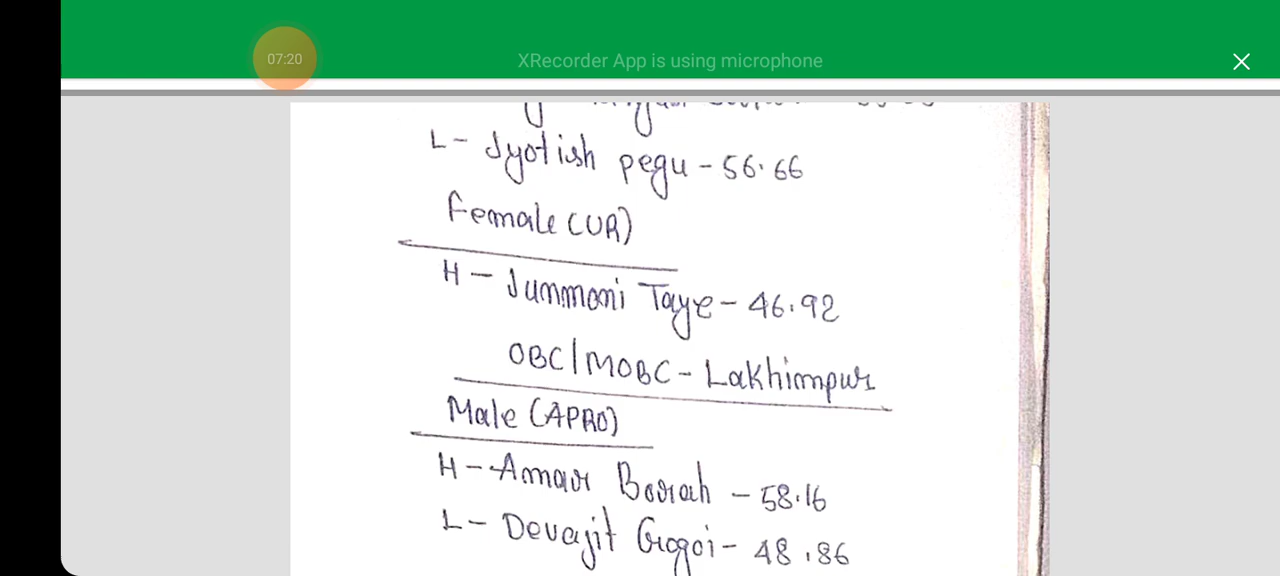 07:20
XRecorder App is using microphone
L- Jyotish pegu - 56.66
Female (UR)
H - Junmoni Taye - 46.92
OBC/MOBC - Lakhimpur
Male (APRO)
H - Amar Borah - 58.16
L - Devajit Gogoi - 48.86